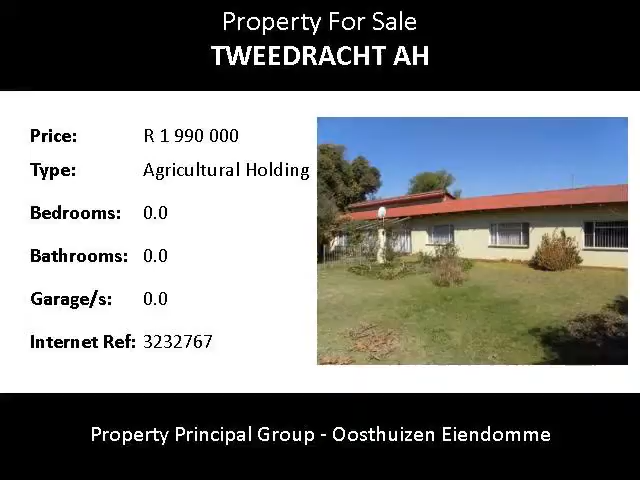 Property For Sale
TWEEDRACHT AH
Price: R 1 990 000
Type: Agricultural Holding
Bedrooms: 0.0
Bathrooms: 0.0
Garage/s: 0.0
Internet Ref: 3232767
Property Principal Group - Oosthuizen Eiendomme